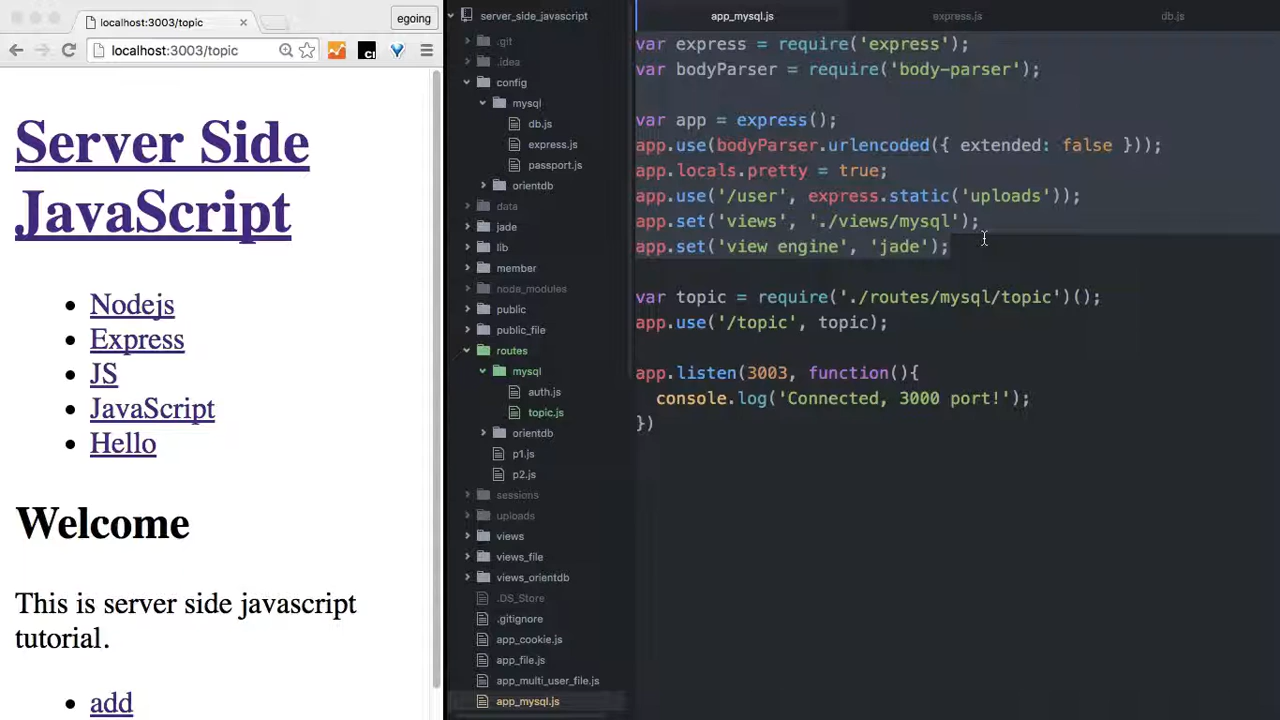 localhost:3003/topic
egoing
localhost:3003/topic
CI
Server Side
JavaScript
Nodejs
Express
JS
JavaScript
Hello
Welcome
This is server side javascript
tutorial.
add
server_side_javascript
.git
.idea
config
mysql
db.js
express.js
passport.js
orientdb
data
jade
lib
member
node_modules
public
public_file
routes
mysql
auth.js
topic.js
orientdb
p1.js
p2.js
sessions
uploads
views
views_file
views_orientdb
.DS_Store
.gitignore
app_cookie.js
app_file.js
app_multi_user_file.js
app_mysql.js
app_mysql.js
express.js
db.js
var express = require('express');
var bodyParser = require('body-parser');
var app = express();
app.use(bodyParser.urlencoded({ extended: false }));
app.locals.pretty = true;
app.use('/user', express.static('uploads'));
app.set('views', './views/mysql');
app.set('view engine', 'jade');
var topic = require('./routes/mysql/topic')();
app.use('/topic', topic);
app.listen(3003, function(){
console.log('Connected, 3000 port!');
})